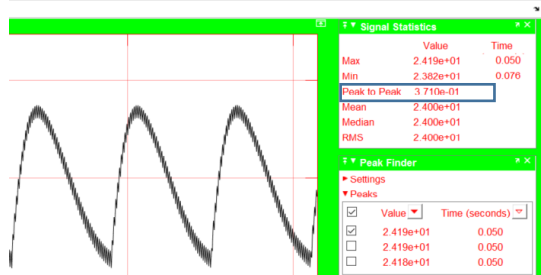 Signal Statistics
Value Time
Max 2.419e+01 0.050
Min 2.382e+01 0.076
Peak to Peak 3.710e-01
Mean 2.400e+01
Median 2.400e+01
RMS 2.400e+01
Peak Finder
Settings
Peaks
Value Time (seconds)
2.419e+01 0.050
2.419e+01 0.050
2.418e+01 0.050